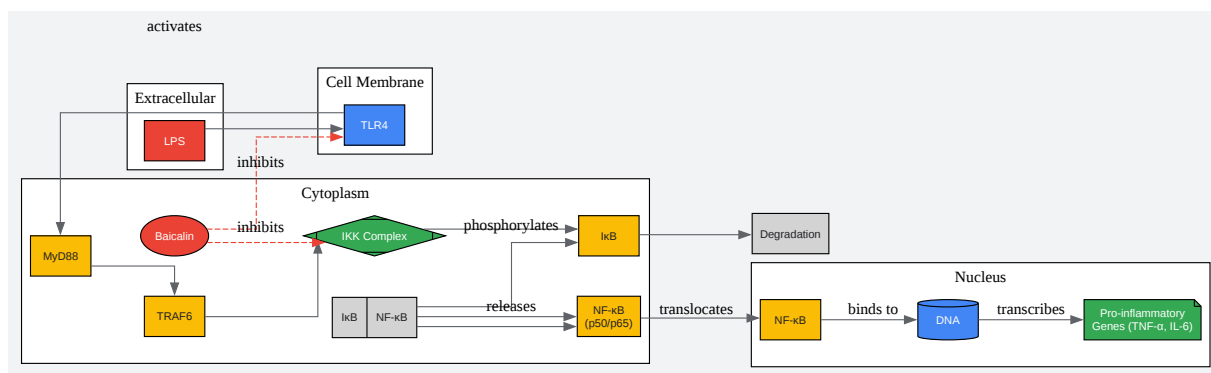 activates
Extracellular
LPS
Cell Membrane
TLR4
inhibits
Cytoplasm
MyD88
Baicalin
inhibits
IKK Complex
phosphorylates
IκB
Degradation
TRAF6
IκB
NF-κB
releases
NF-κB
(p50/p65)
translocates
Nucleus
NF-κB
binds to
DNA
transcribes
Pro-inflammatory
Genes (TNF-α, IL-6)